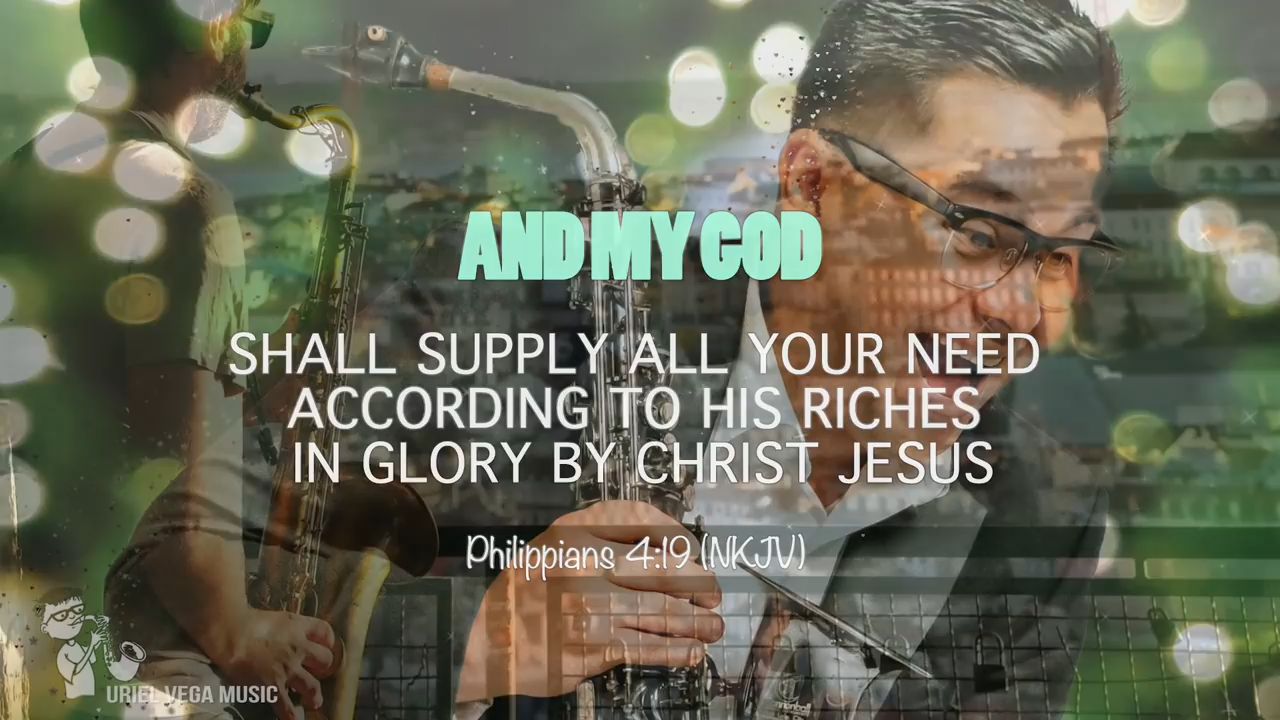 AND MY GOD
SHALL SUPPLY ALL YOUR NEED
ACCORDING TO HIS RICHES
IN GLORY BY CHRIST JESUS
Philippians 4:19 (NKJV)
URIEL VEGA MUSIC